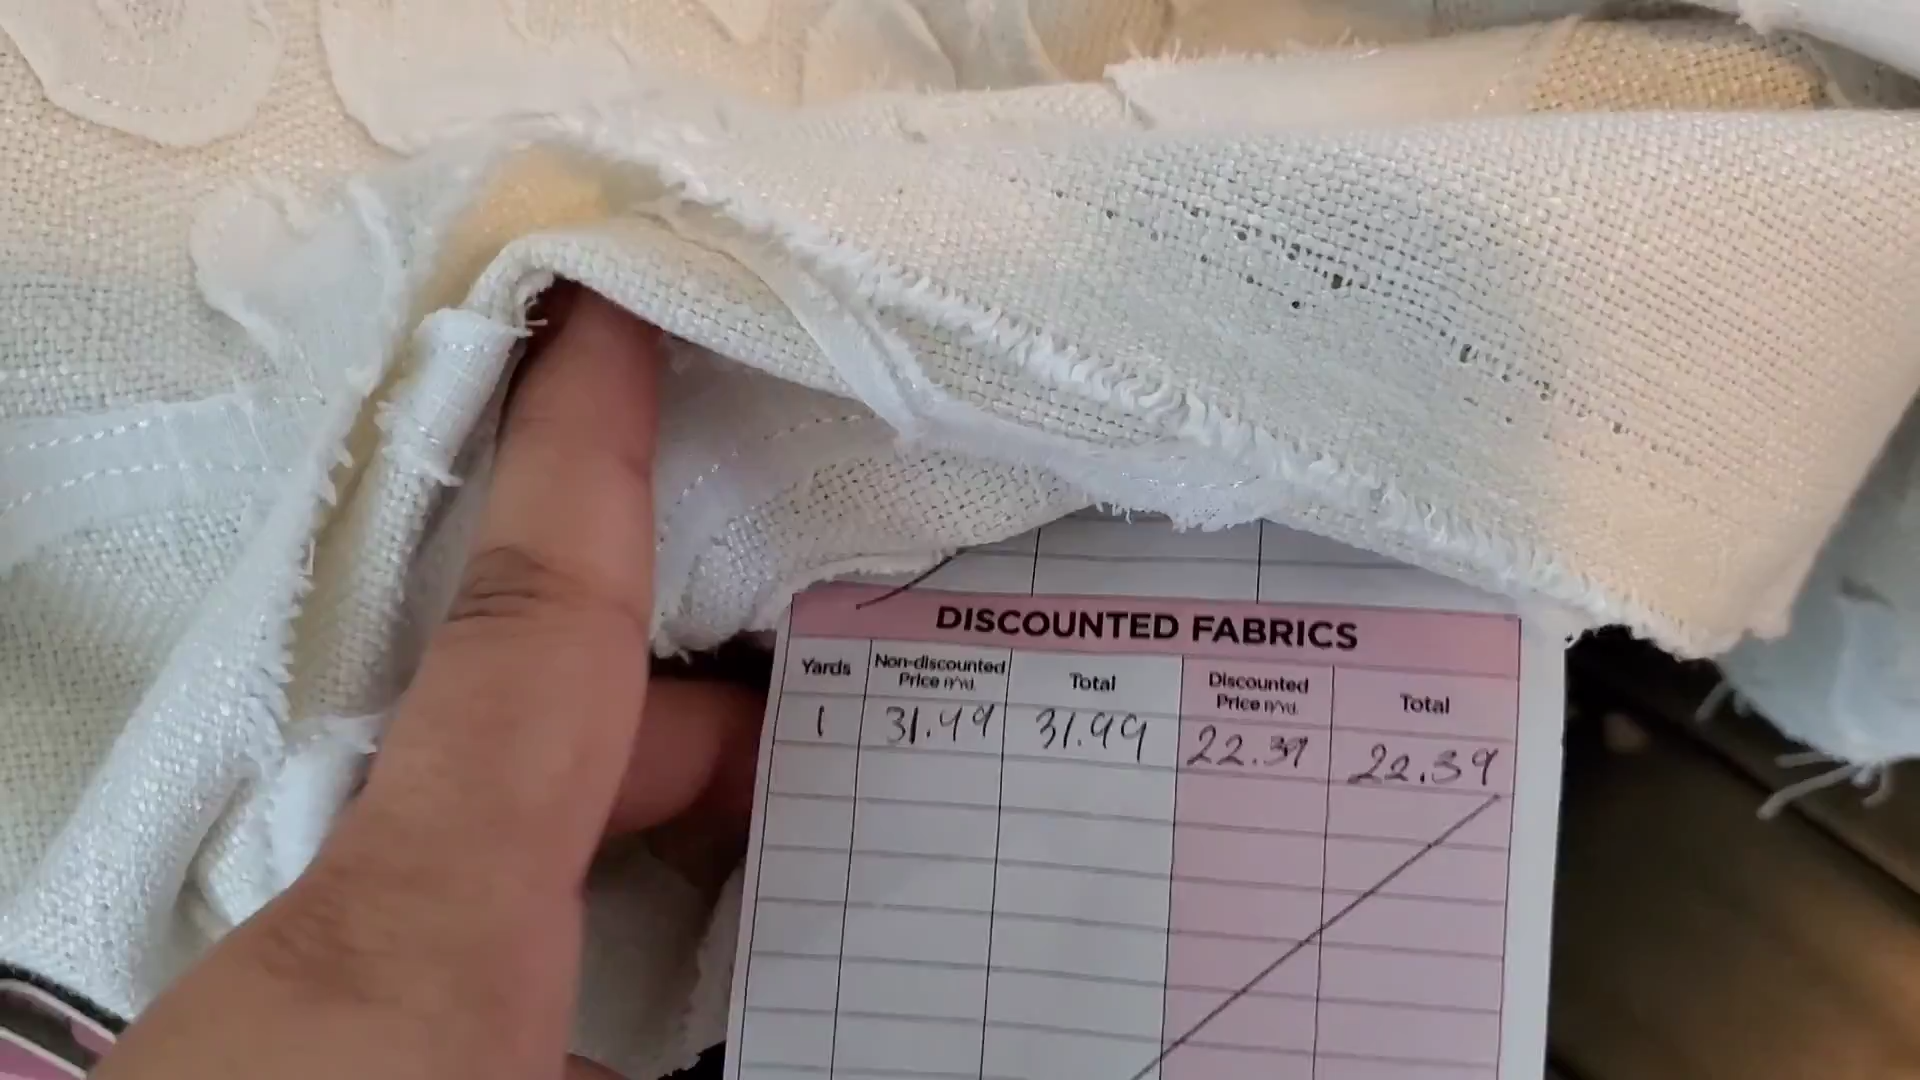 DISCOUNTED FABRICS
Yards Non-discounted Price n°yd. Total Discounted Price n°yd. Total
1 31.99 31.99 22.39 22.39